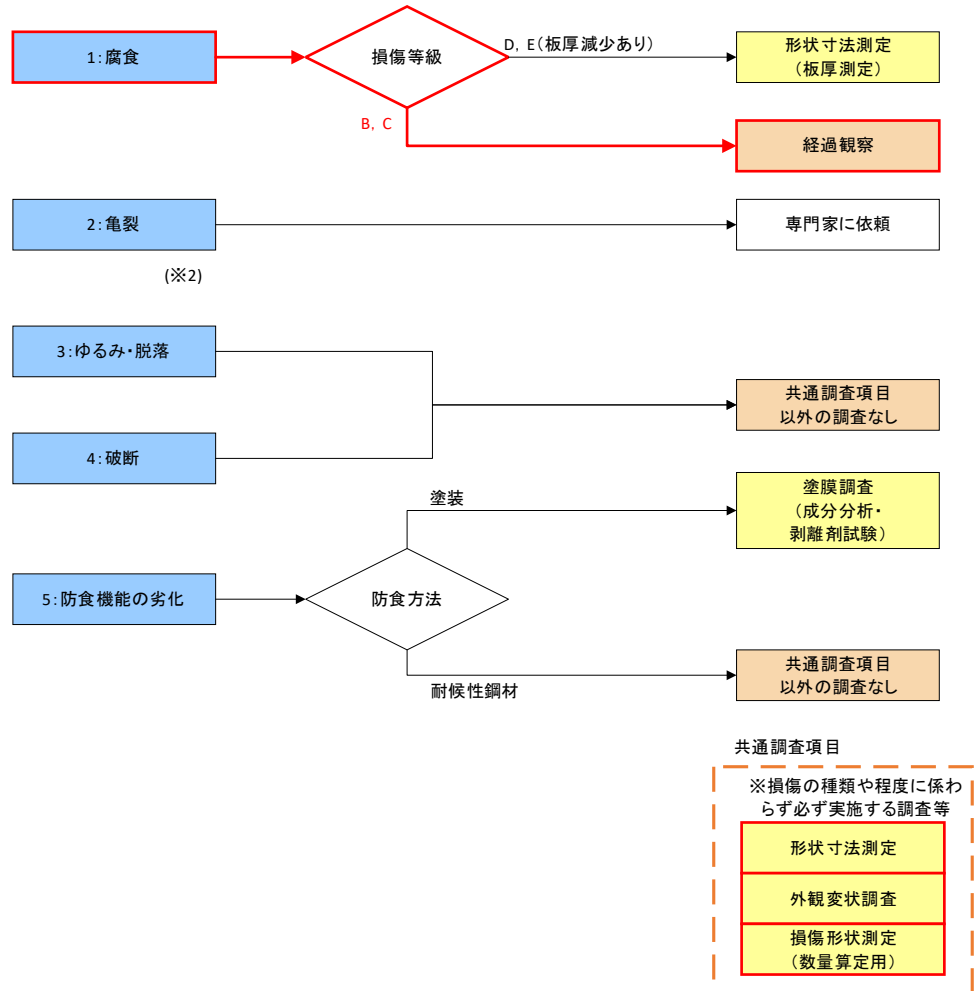 1:腐食
損傷等級
D, E(板厚減少あり)
形状寸法測定
(板厚測定)
B, C
経過観察
2:亀裂
専門家に依頼
(※2)
3:ゆるみ・脱落
共通調査項目
以外の調査なし
4:破断
塗装
塗膜調査
(成分分析・
剥離剤試験)
5:防食機能の劣化
防食方法
耐候性鋼材
共通調査項目
以外の調査なし
共通調査項目
※損傷の種類や程度に係わ
らず必ず実施する調査等
形状寸法測定
外観変状調査
損傷形状測定
(数量算定用)